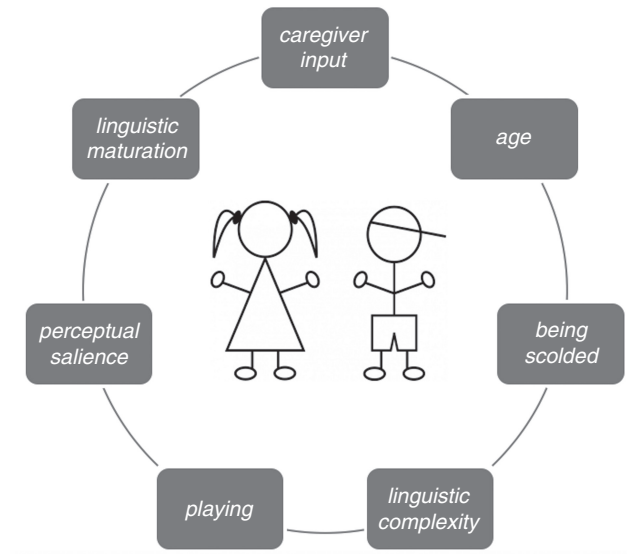 caregiver
input
age
being
scolded
linguistic
complexity
playing
perceptual
salience
linguistic
maturation